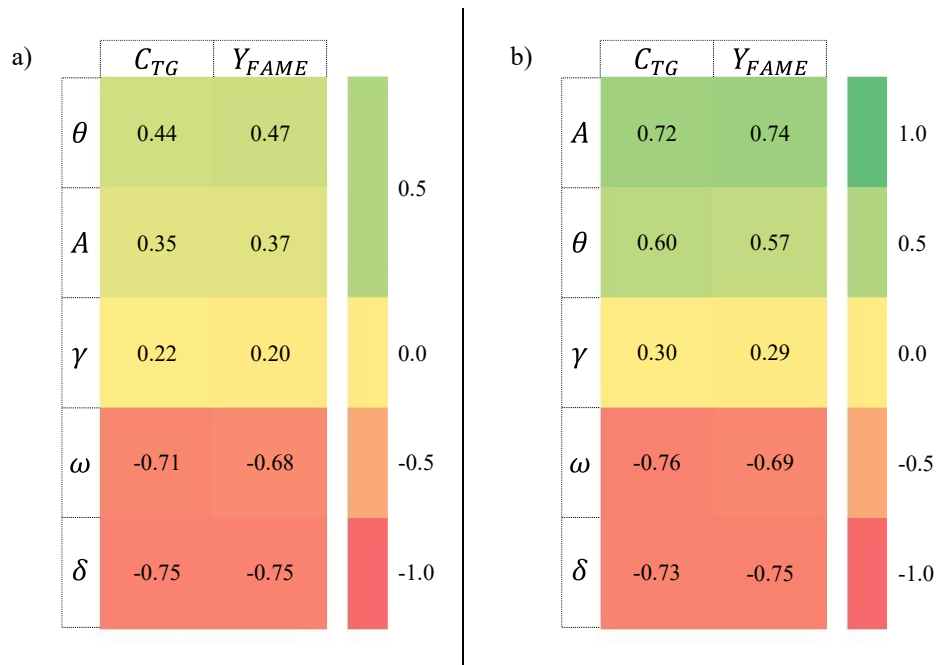 a)
C_TG Y_FAME
θ 0.44 0.47
A 0.35 0.37
γ 0.22 0.20
ω -0.71 -0.68
δ -0.75 -0.75
0.5
0.0
-0.5
-1.0
b)
C_TG Y_FAME
A 0.72 0.74
θ 0.60 0.57
γ 0.30 0.29
ω -0.76 -0.69
δ -0.73 -0.75
1.0
0.5
0.0
-0.5
-1.0